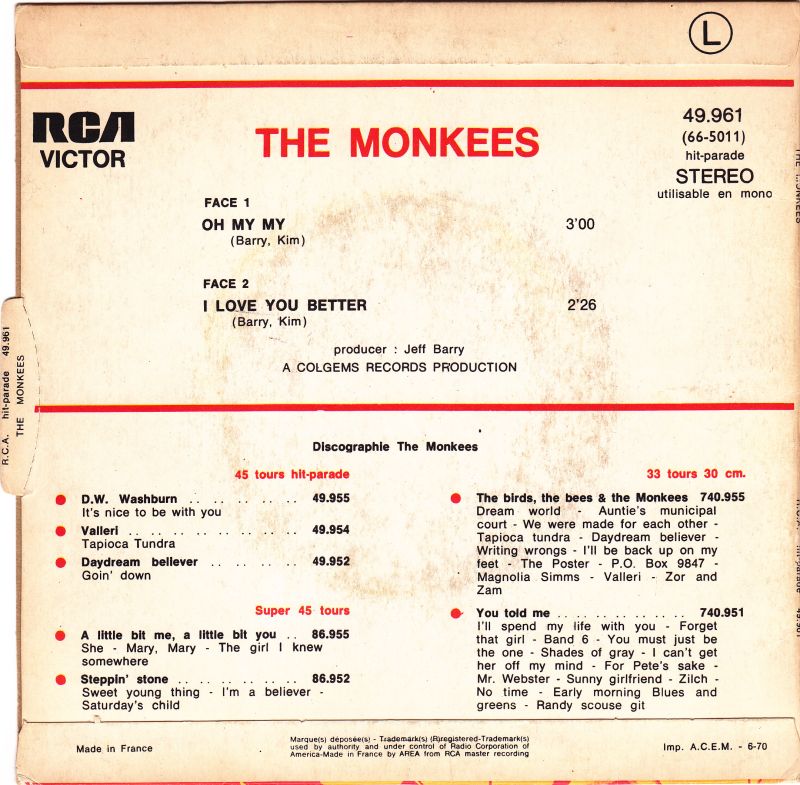 L
RCA
VICTOR
THE MONKEES
49.961
(66-5011)
hit-parade
STEREO
utilisable en mono
FACE 1
OH MY MY 3'00
(Barry, Kim)
FACE 2
I LOVE YOU BETTER 2'26
(Barry, Kim)
producer : Jeff Barry
A COLGEMS RECORDS PRODUCTION
R.C.A. hit-parade 49.961
THE MONKEES
Discographie The Monkees
45 tours hit-parade
D.W. Washburn .. .. .. .. .. .. 49.955
It's nice to be with you
Valleri .. .. .. .. .. .. .. .. 49.954
Tapioca Tundra
Daydream believer .. .. .. .. 49.952
Goin' down
Super 45 tours
A little bit me, a little bit you .. 86.955
She - Mary, Mary - The girl I knew
somewhere
Steppin' stone .. .. .. .. .. .. 86.952
Sweet young thing - I'm a believer -
Saturday's child
33 tours 30 cm.
The birds, the bees & the Monkees 740.955
Dream world - Auntie's municipal
court - We were made for each other -
Tapioca tundra - Daydream believer -
Writing wrongs - I'll be back up on my
feet - The Poster - P.O. Box 9847 -
Magnolia Simms - Valleri - Zor and
Zam
You told me .. .. .. .. .. .. .. 740.951
I'll spend my life with you - Forget
that girl - Band 6 - You must just be
the one - Shades of gray - I can't get
her off my mind - For Pete's sake -
Mr. Webster - Sunny girlfriend - Zilch -
No time - Early morning Blues and
greens - Randy scouse git
Made in France
Marque(s) déposée(s) - Trademark(s) (R)registered-Trademark(s)
used by authority and under control of Radio Corporation of
America-Made in France by AREA from RCA master recording
Imp. A.C.E.M. - 6-70